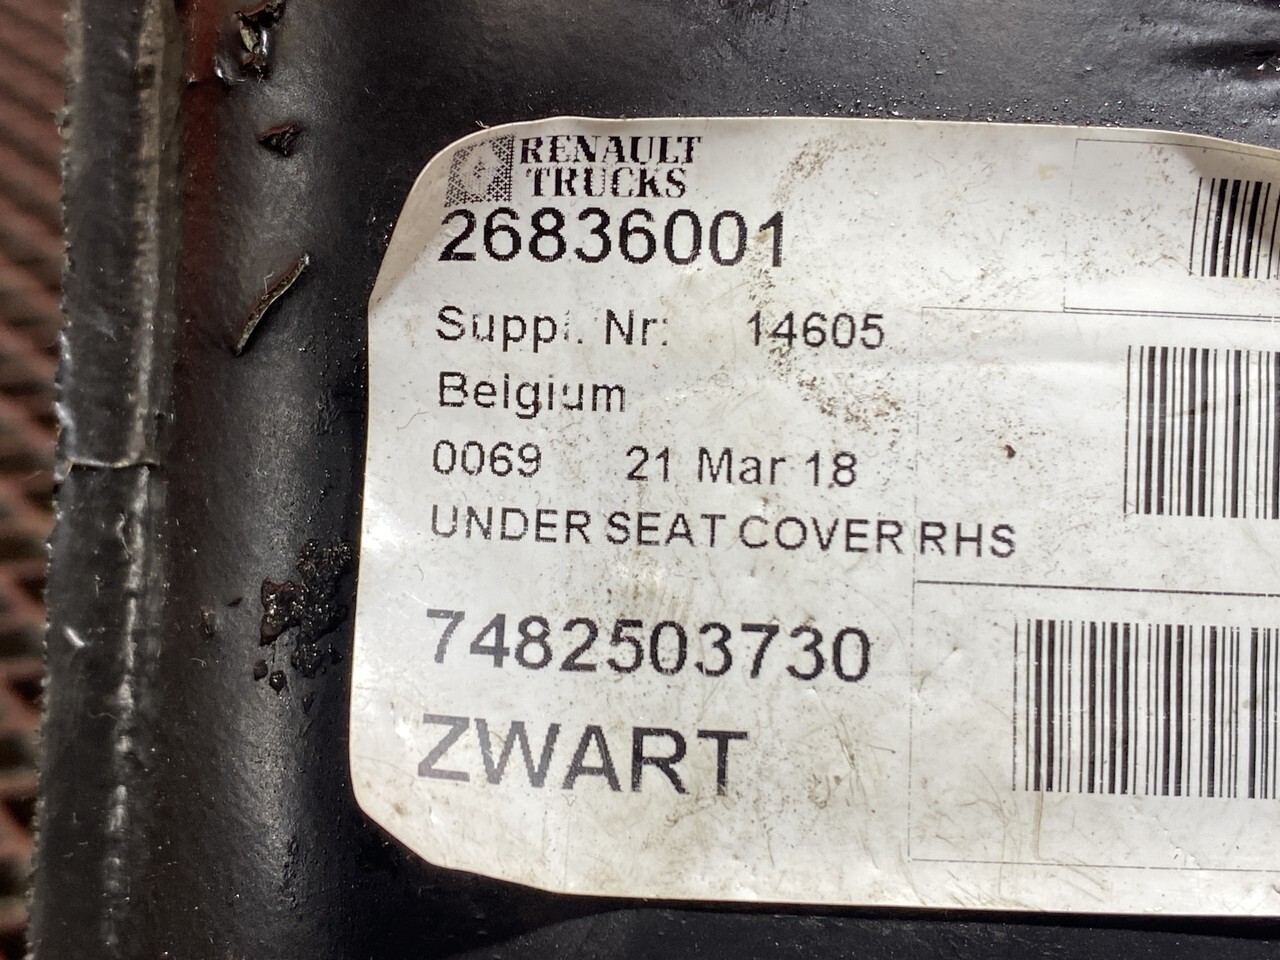 RENAULT
TRUCKS
26836001
Suppl. Nr: 14605
Belgium
0069 21 Mar 18
UNDER SEAT COVER RHS
7482503730
ZWART